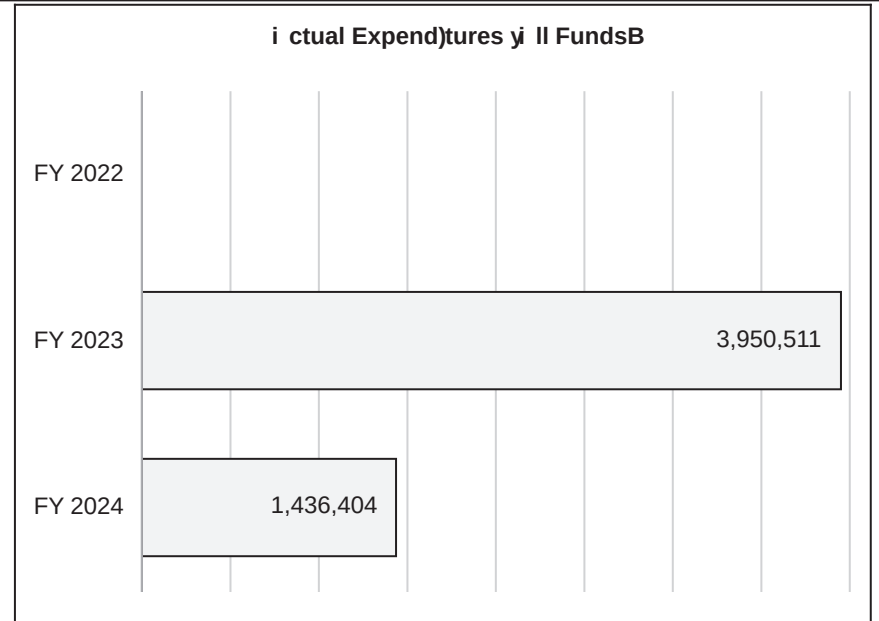 i ctual Expend)tures yi ll FundsB
FY 2022
FY 2023
3,950,511
FY 2024
1,436,404